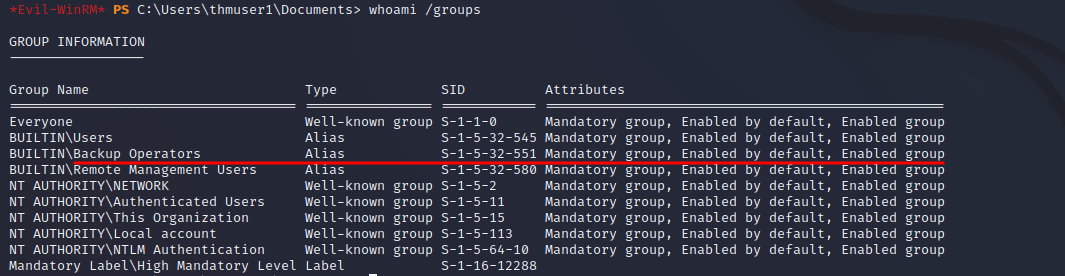 *Evil-WinRM* PS C:\Users\thmuser1\Documents> whoami /groups
GROUP INFORMATION
Group Name Type SID Attributes
Everyone Well-known group S-1-1-0 Mandatory group, Enabled by default, Enabled group
BUILTIN\Users Alias S-1-5-32-545 Mandatory group, Enabled by default, Enabled group
BUILTIN\Backup Operators Alias S-1-5-32-551 Mandatory group, Enabled by default, Enabled group
BUILTIN\Remote Management Users Alias S-1-5-32-580 Mandatory group, Enabled by default, Enabled group
NT AUTHORITY\NETWORK Well-known group S-1-5-2 Mandatory group, Enabled by default, Enabled group
NT AUTHORITY\Authenticated Users Well-known group S-1-5-11 Mandatory group, Enabled by default, Enabled group
NT AUTHORITY\This Organization Well-known group S-1-5-15 Mandatory group, Enabled by default, Enabled group
NT AUTHORITY\Local account Well-known group S-1-5-113 Mandatory group, Enabled by default, Enabled group
NT AUTHORITY\NTLM Authentication Well-known group S-1-5-64-10 Mandatory group, Enabled by default, Enabled group
Mandatory Label\High Mandatory Level Label S-1-16-12288